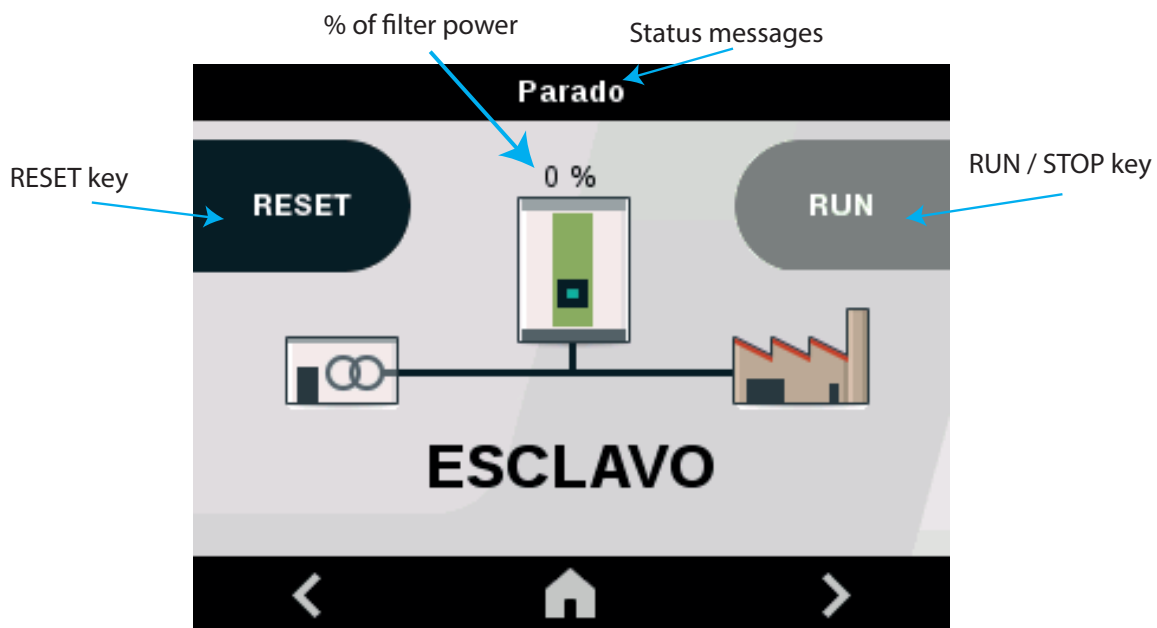 % of filter power
Status messages
Parado
RESET key
0 %
RUN / STOP key
RESET
RUN
ESCLAVO